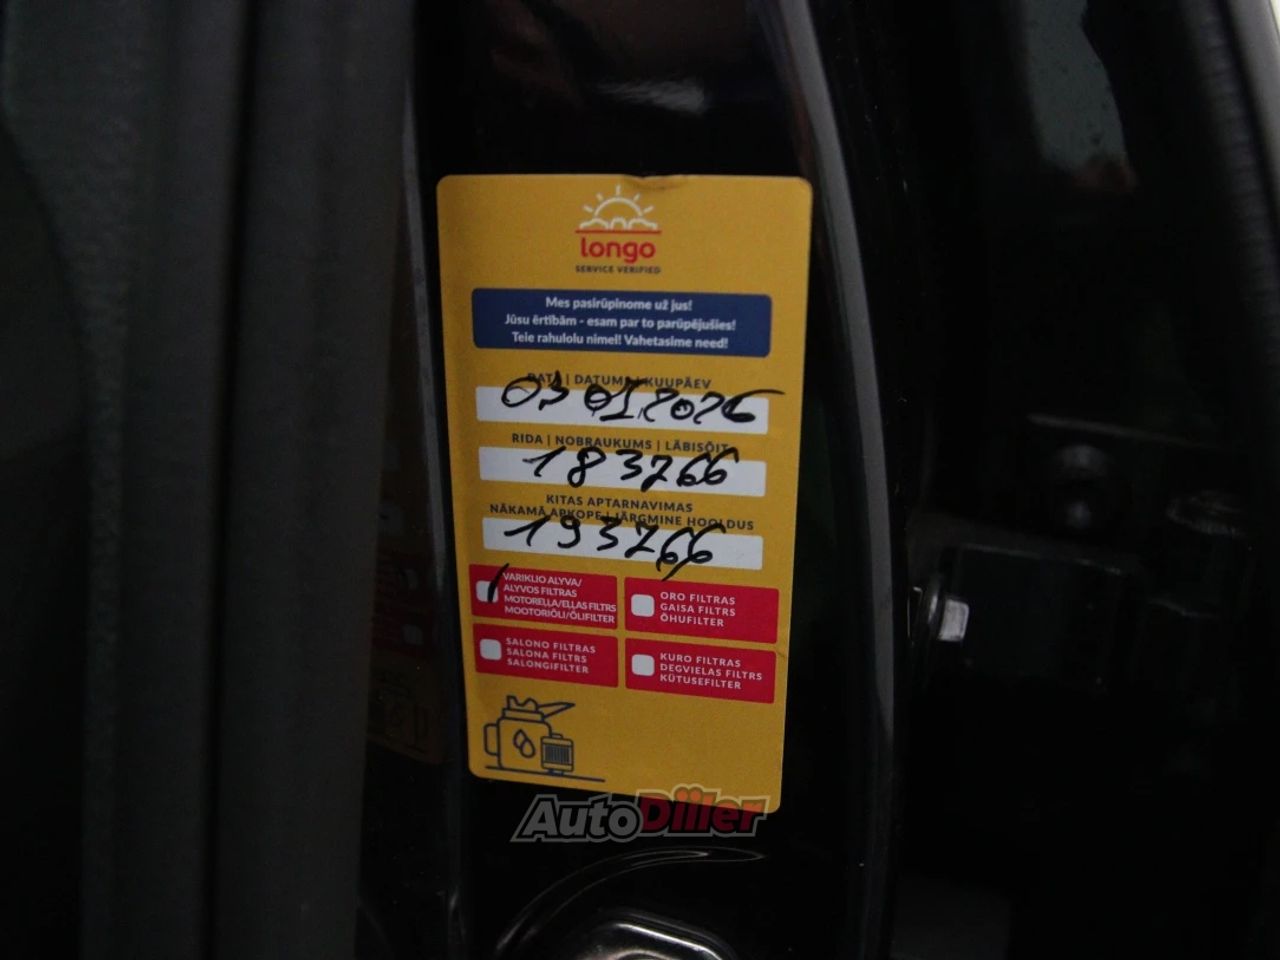 longo
SERVICE VERIFIED
Mes pasirūpinome už jus!
Jūsu ērtībām - esam par to parūpējušies!
Teie rahulolu nimel! Vahetasime need!
DATA | DATUMS | KUUPÄEV
03 01.2026
RIDA | NOBRAUKUMS | LÄBISÕIT
183766
KITAS APTARNAVIMAS
NĀKAMĀ APKOPE | JÄRGMINE HOOLDUS
193766
VARIKLIO ALYVA/
ALYVOS FILTRAS
MOTOREĻĻA/EĻĻAS FILTRS
MOOTORIÕLI/ÕLIFILTER
ORO FILTRAS
GAISA FILTRS
ÕHUFILTER
SALONO FILTRAS
SALONA FILTRS
SALONGIFILTER
KURO FILTRAS
DEGVIELAS FILTRS
KÜTUSEFILTER
AutoDiiler